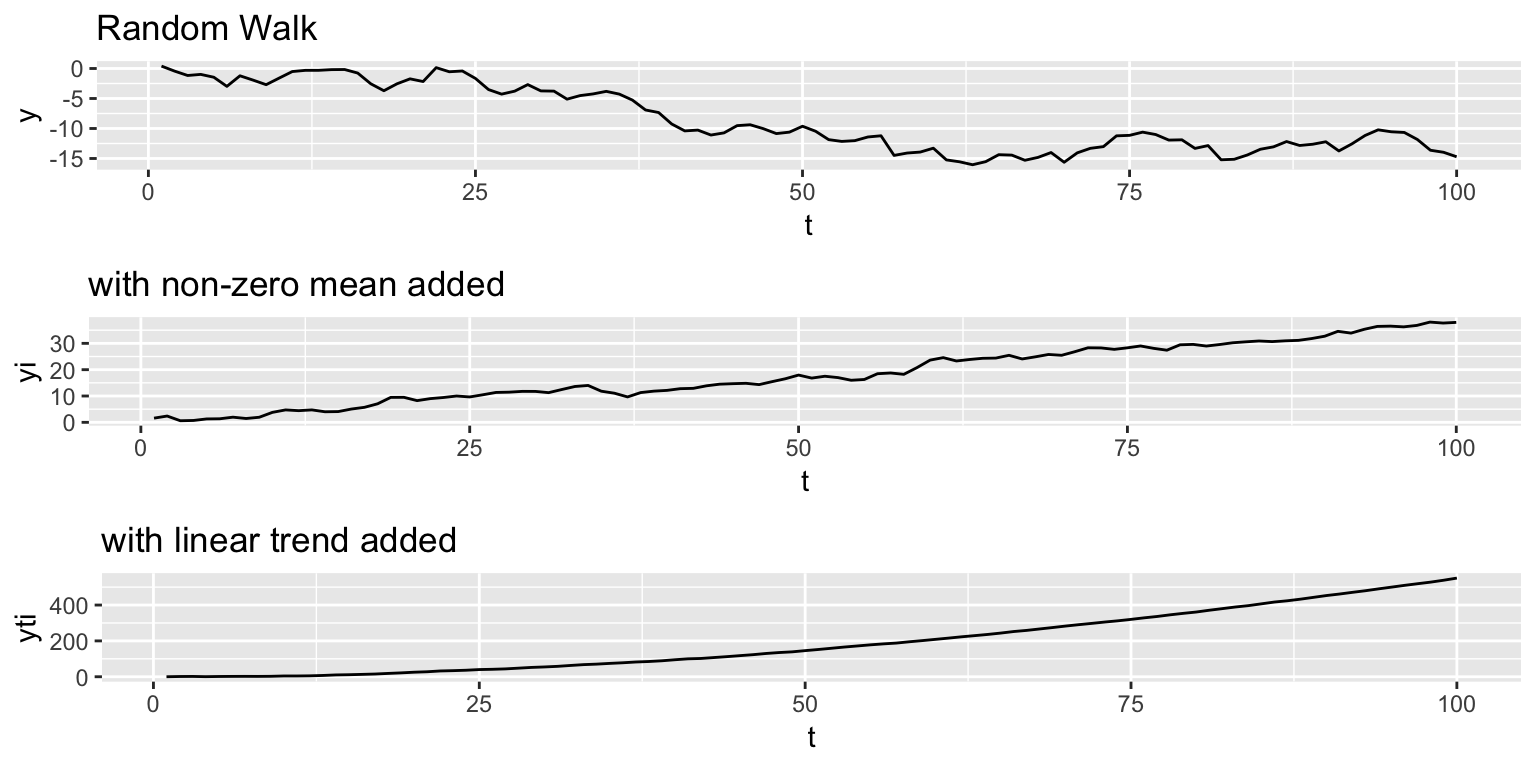 Random Walk
y
0
-5
-10
-15
0 25 50 75 100
t
with non-zero mean added
yi
30
20
10
0
0 25 50 75 100
t
with linear trend added
yti
400
200
0
0 25 50 75 100
t